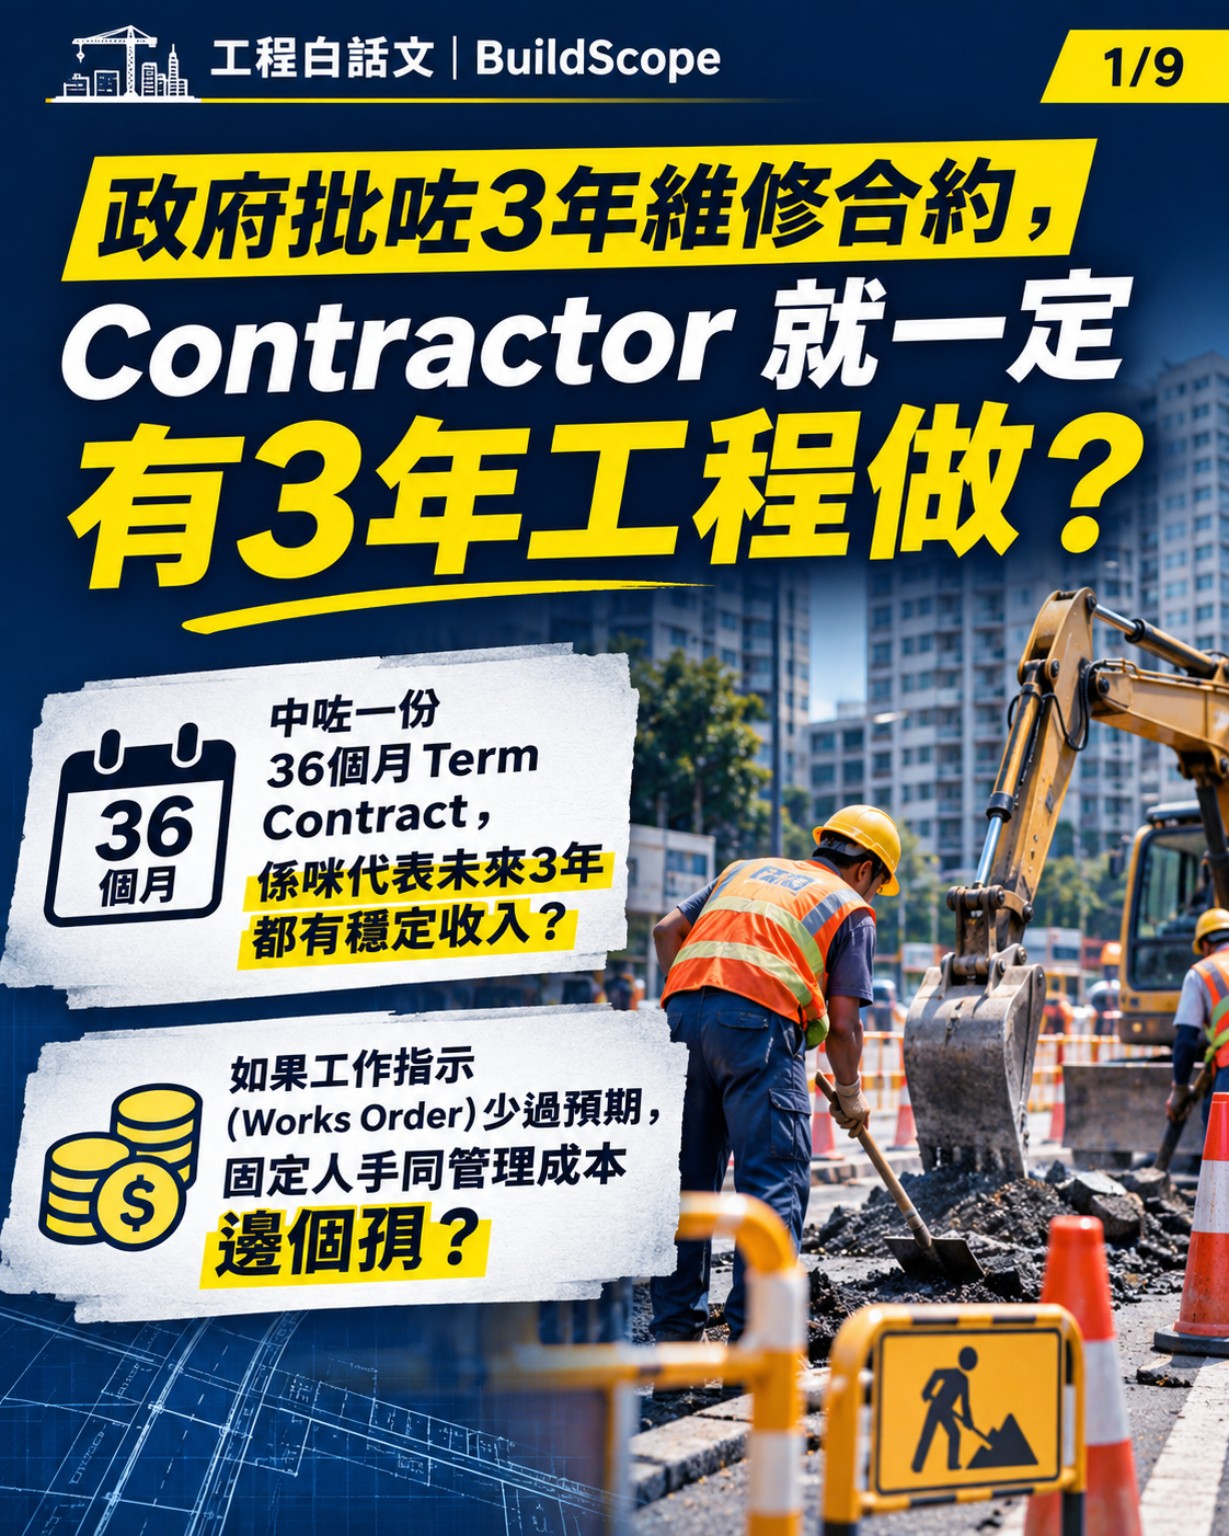 工程白話文｜BuildScope
1/9
政府批咗3年維修合約，
Contractor 就一定
有3年工程做？
36
個月
中咗一份
36個月 Term
Contract，
係咪代表未來3年
都有穩定收入？
$
如果工作指示
(Works Order) 少過預期，
固定人手同管理成本
邊個孭？